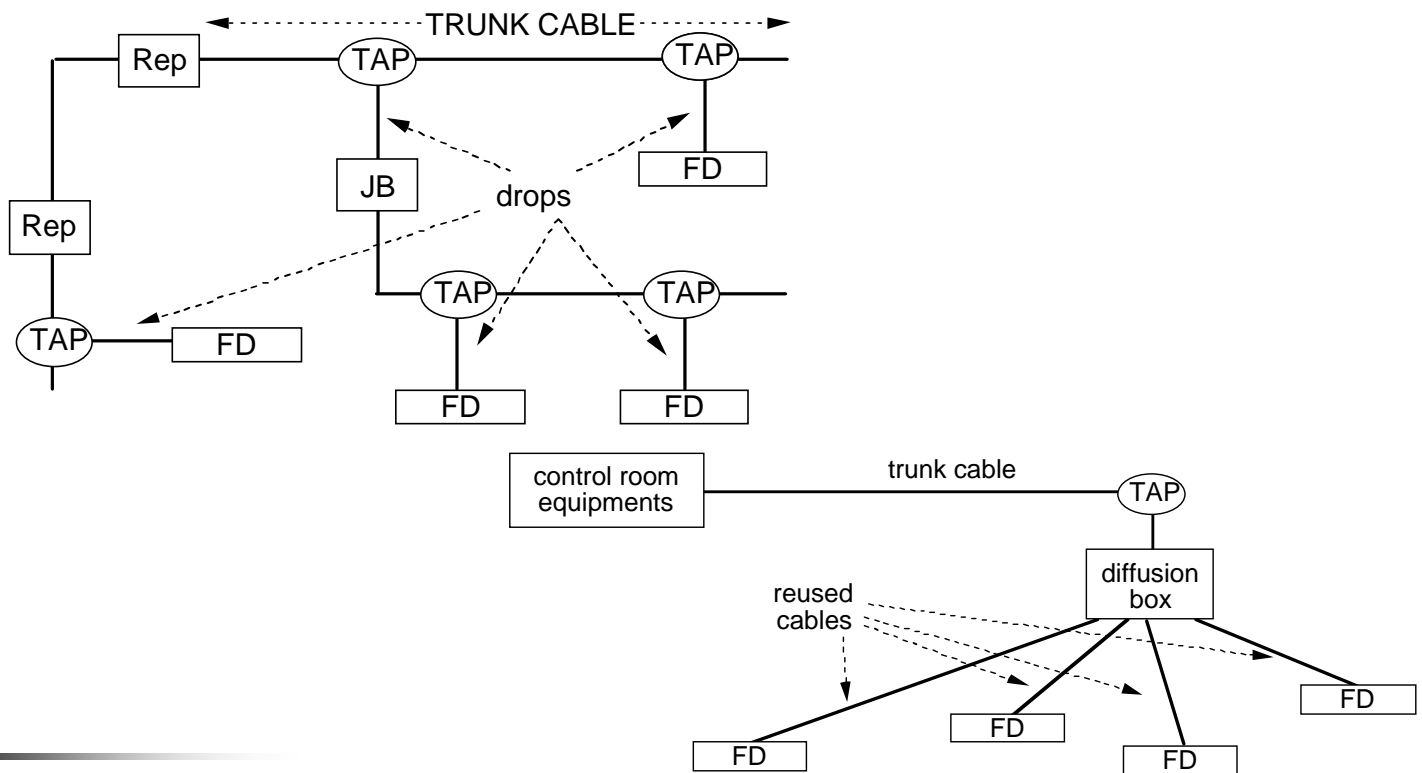 TRUNK CABLE
Rep
TAP
TAP
JB
FD
drops
Rep
TAP
TAP
TAP
FD
FD
FD
control room
equipments
trunk cable
TAP
diffusion
box
reused
cables
FD
FD
FD
FD